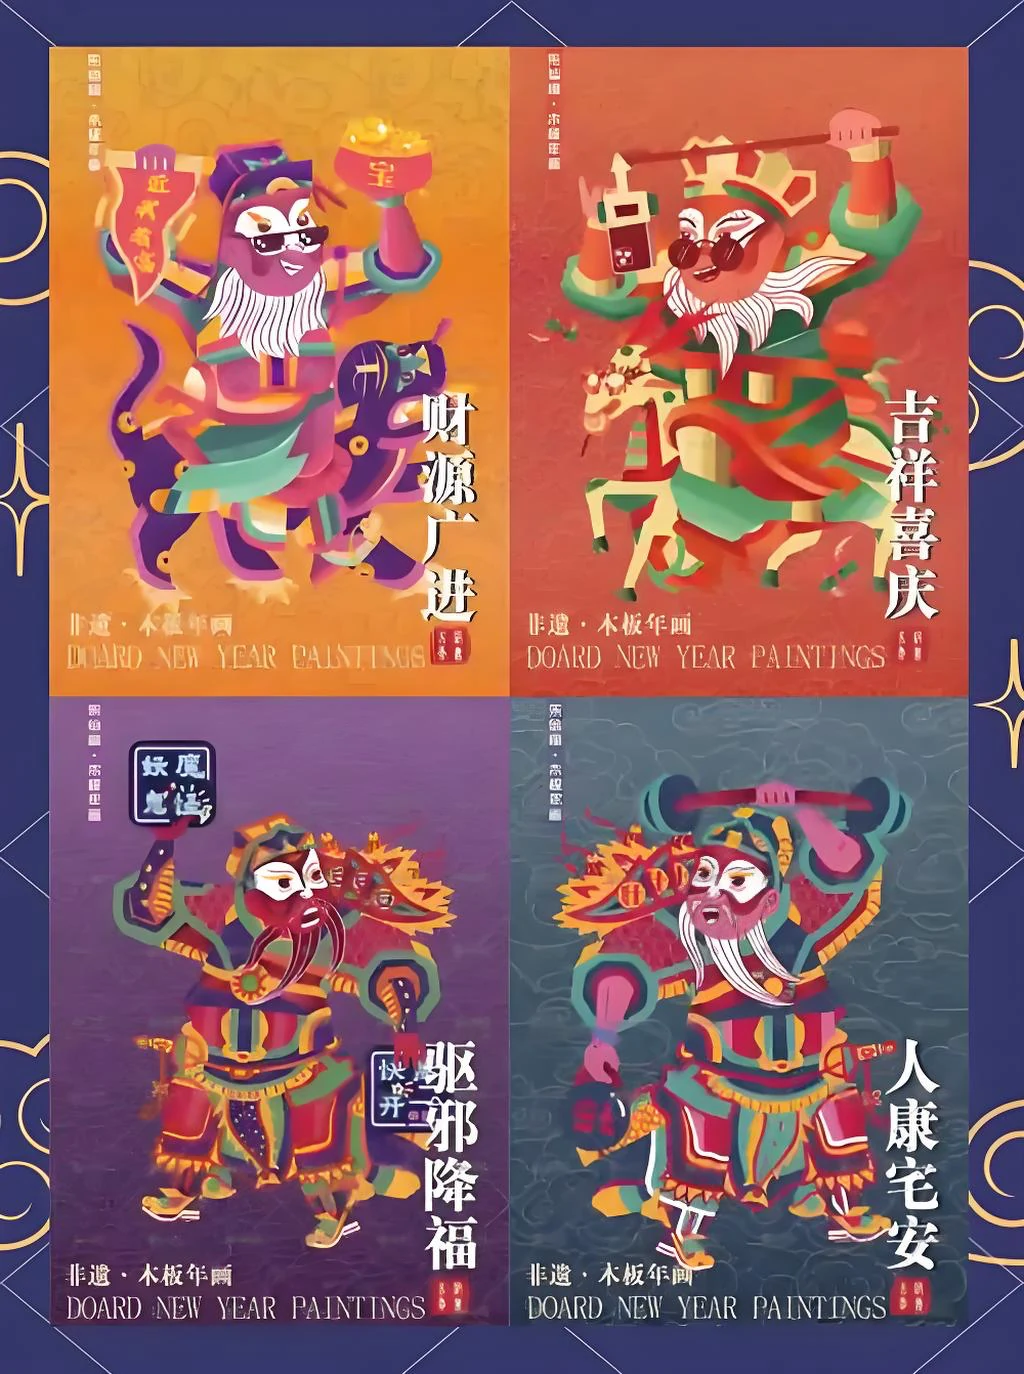 财源广进
非遗·木板年画
DOARD NEW YEAR PAINTINGS
吉祥喜庆
非遗·木板年画
DOARD NEW YEAR PAINTINGS
妖魔
鬼怪
快
开
驱邪降福
非遗·木板年画
DOARD NEW YEAR PAINTINGS
人康宅安
非遗·木板年画
DOARD NEW YEAR PAINTINGS